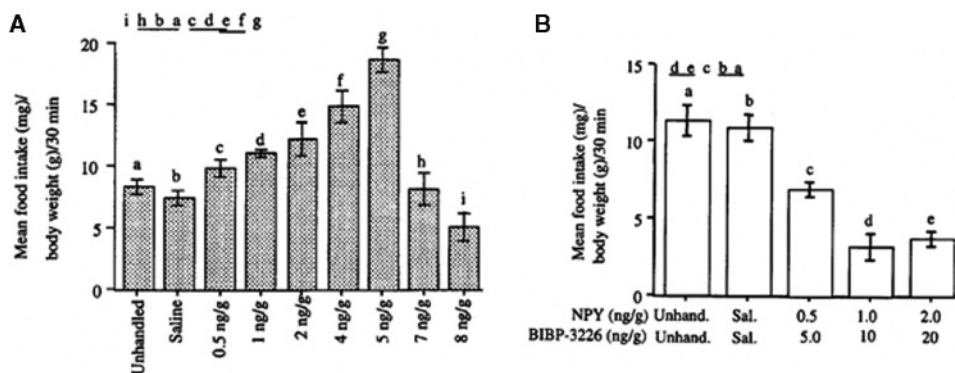 A
i h b a c d e f g
20
15
10
5
0
Mean food intake (mg)/
body weight (g)/30 min
a
b
c
d
e
f
g
h
i
Unhandled
Saline
0.5 ng/g
1 ng/g
2 ng/g
4 ng/g
5 ng/g
7 ng/g
8 ng/g
B
d e c b a
15
10
5
0
Mean food intake (mg)/
body weight (g)/30 min
a
b
c
d
e
NPY (ng/g) Unhand. Sal. 0.5 1.0 2.0
BIBP-3226 (ng/g) Unhand. Sal. 5.0 10 20